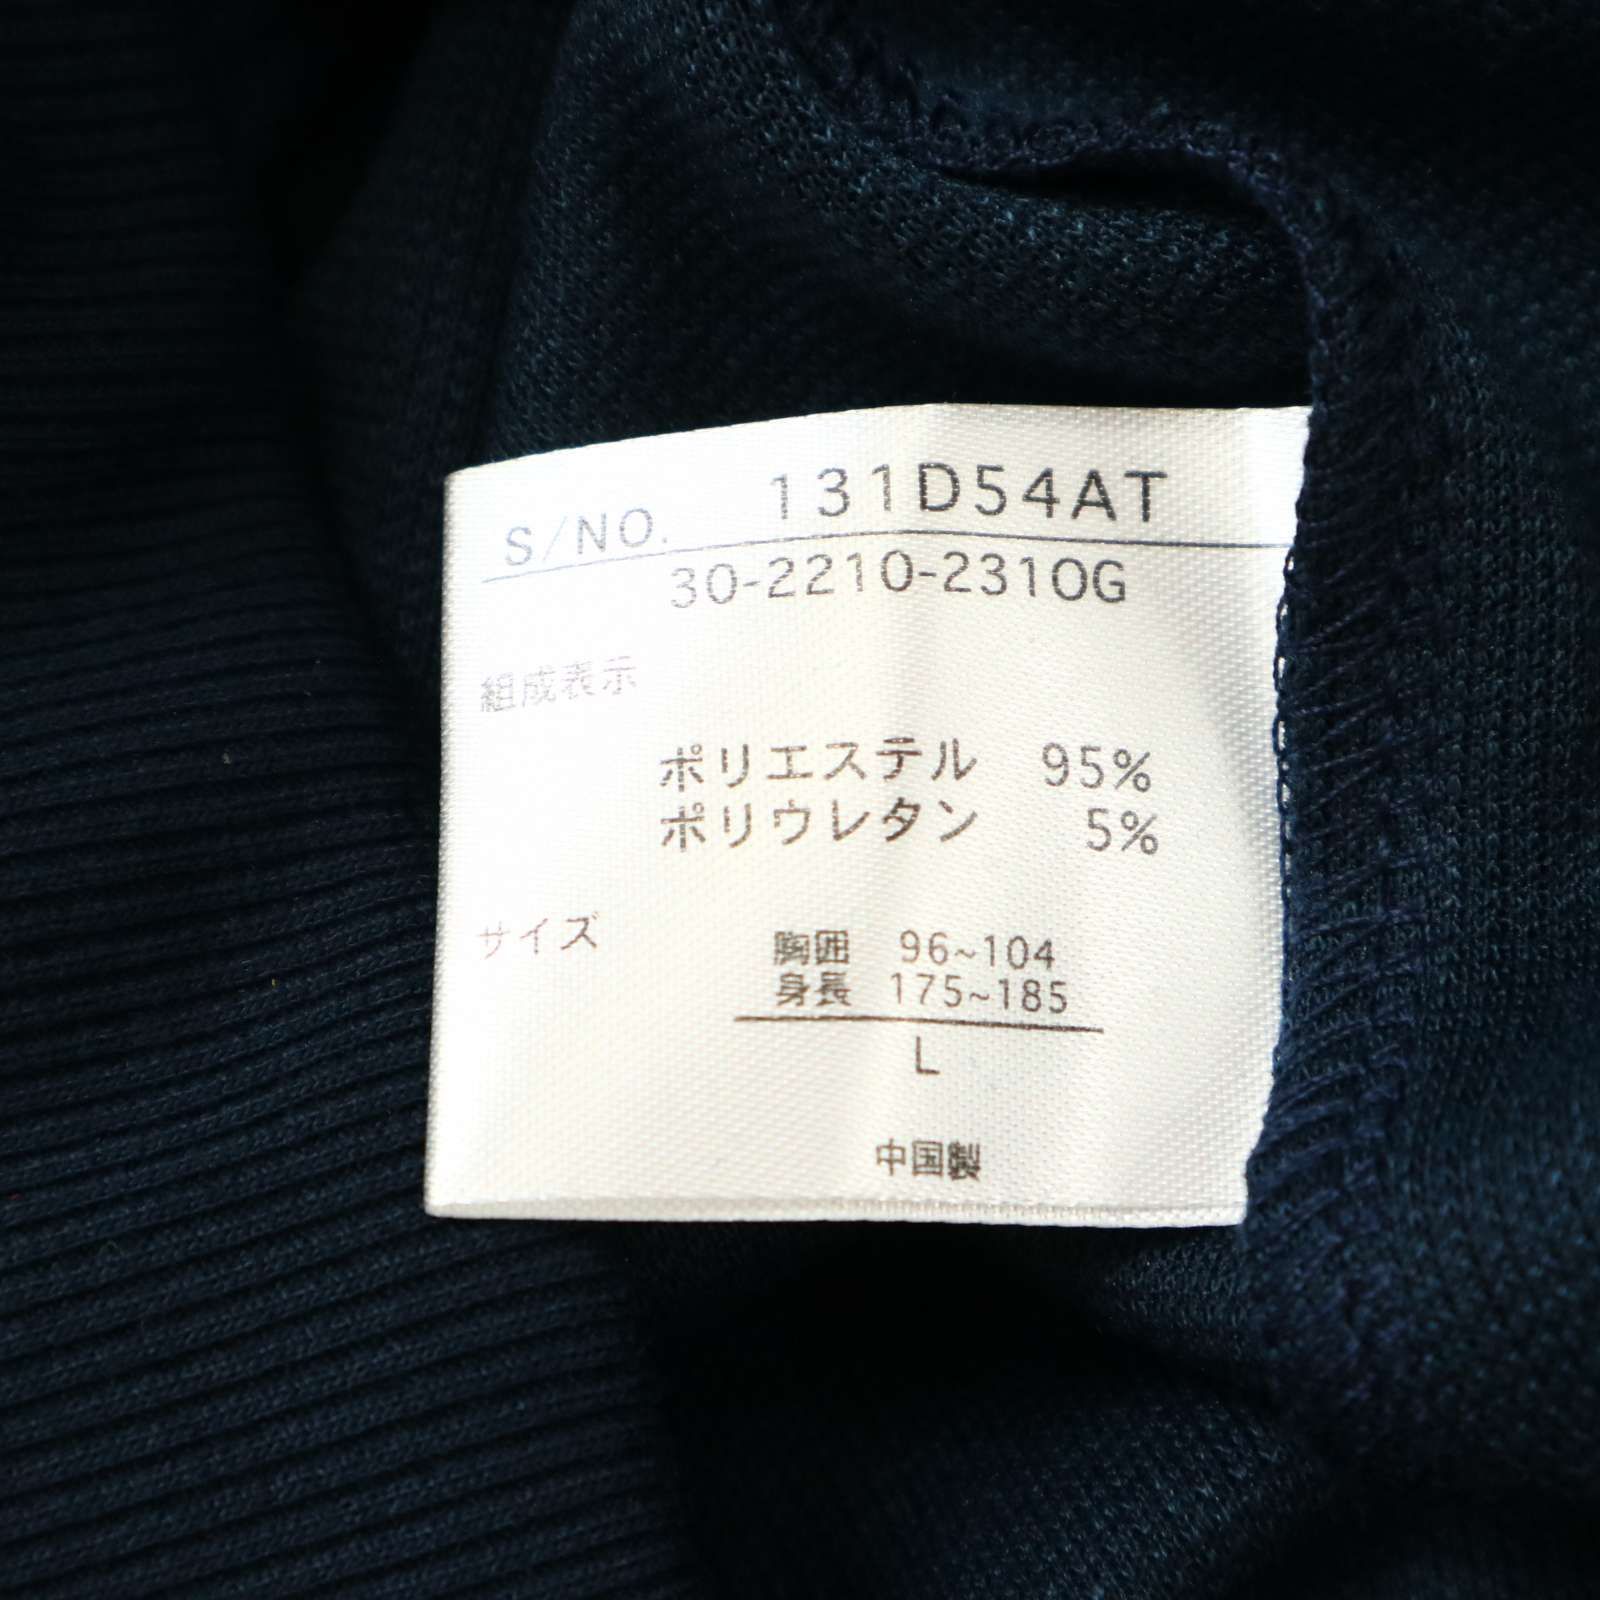 S/NO. 131D54AT
30-2210-2310G
組成表示
ポリエステル 95%
ポリウレタン 5%
サイズ
胸囲 96~104
身長 175~185
L
中国製